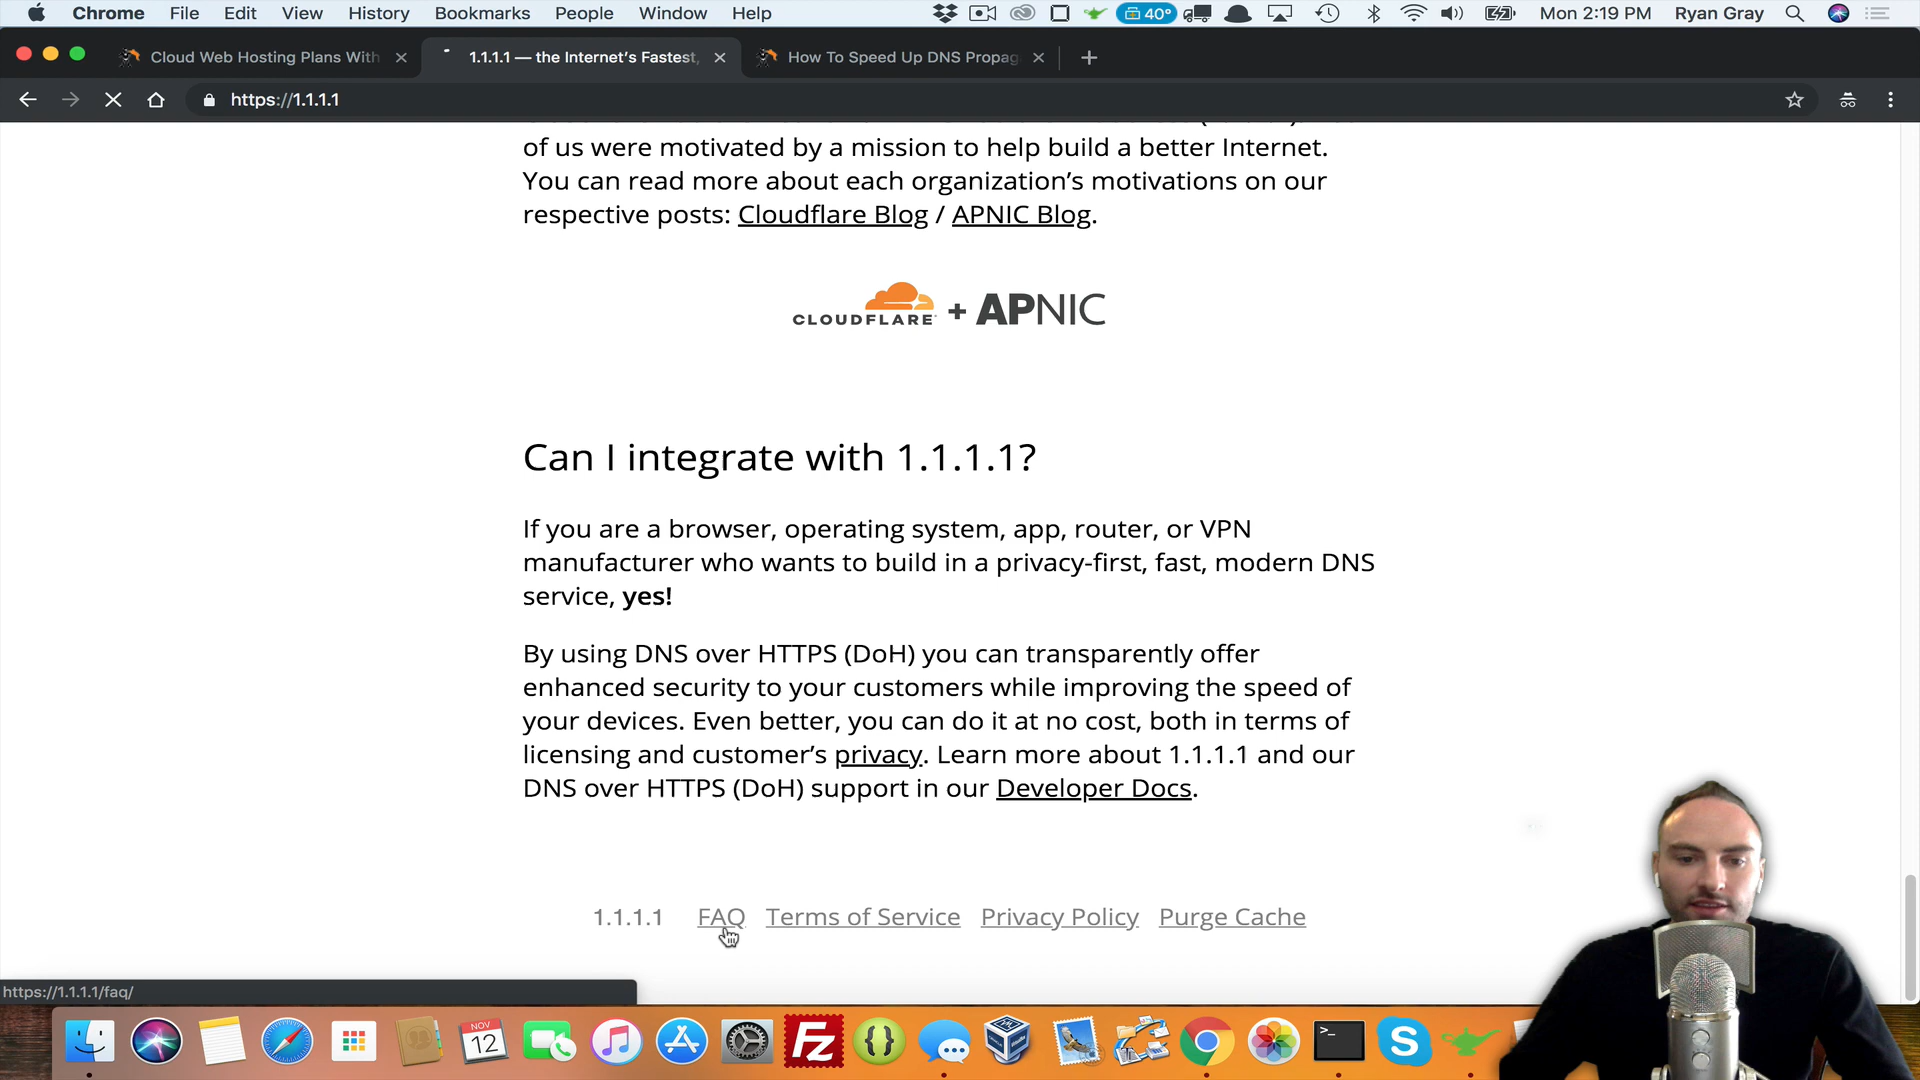 Chrome File Edit View History Bookmarks People Window Help 40° Mon 2:19 PM Ryan Gray
Cloud Web Hosting Plans With
1.1.1.1 — the Internet's Fastest,
How To Speed Up DNS Propag
https://1.1.1.1
of us were motivated by a mission to help build a better Internet.
You can read more about each organization's motivations on our
respective posts: Cloudflare Blog / APNIC Blog.
CLOUDFLARE + APNIC
Can I integrate with 1.1.1.1?
If you are a browser, operating system, app, router, or VPN
manufacturer who wants to build in a privacy-first, fast, modern DNS
service, yes!
By using DNS over HTTPS (DoH) you can transparently offer
enhanced security to your customers while improving the speed of
your devices. Even better, you can do it at no cost, both in terms of
licensing and customer's privacy. Learn more about 1.1.1.1 and our
DNS over HTTPS (DoH) support in our Developer Docs.
1.1.1.1 FAQ Terms of Service Privacy Policy Purge Cache
https://1.1.1.1/faq/
NOV
12
Fz
{}
>_
S